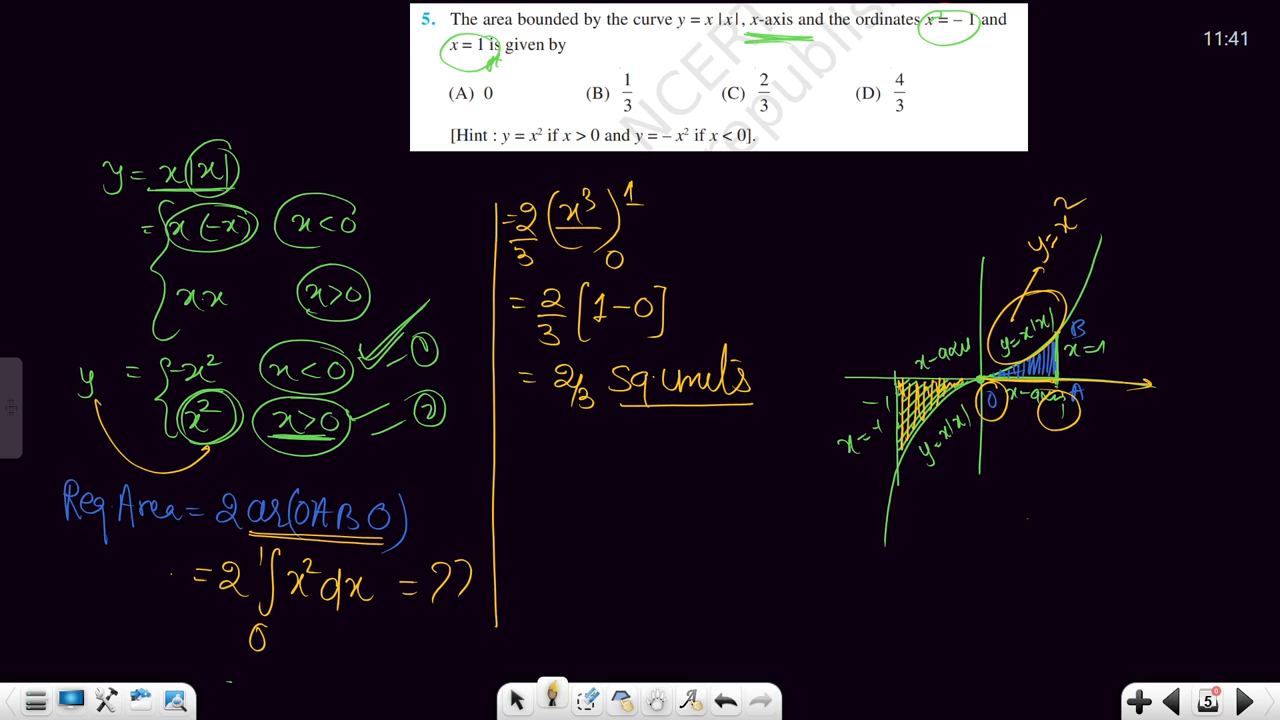 5. The area bounded by the curve y = x |x|, x-axis and the ordinates x = – 1 and
x = 1 is given by
(A) 0 (B) 1/3 (C) 2/3 (D) 4/3
[Hint : y = x² if x > 0 and y = – x² if x < 0].
NCERT
republish
11:41
y = x|x|
= { x(-x) x<0
x x x>0
y = { -x² x<0 – ①
x² x>0 – ②
Req Area = 2 ar(OABO)
= 2 ∫₀¹ x² dx = ??
= 2/3 (x³)₀¹
= 2/3 [1-0]
= 2/3 sq. units
y = x²
y=x|x|
B
x=1
x-axis
-1
0
x-axis
A
1
x=-1
y=x|x|
5
0